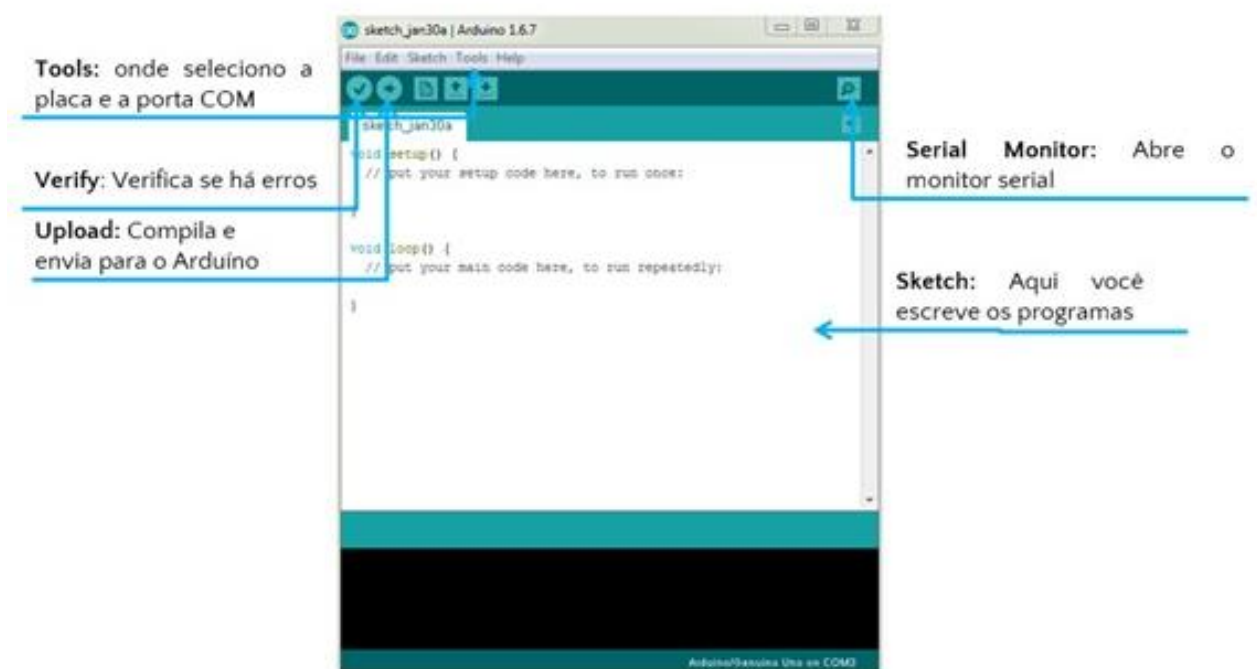 sketch_jan30a | Arduino 1.6.7
File Edit Sketch Tools Help
Tools: onde seleciono a
placa e a porta COM
sketch_jan30a
void setup() {
// put your setup code here, to run once:
}
Verify: Verifica se há erros
Upload: Compila e
envia para o Arduíno
void loop() {
// put your main code here, to run repeatedly:
}
Serial Monitor: Abre o
monitor serial
Sketch: Aqui você
escreve os programas
Arduino/Genuino Uno on COM3